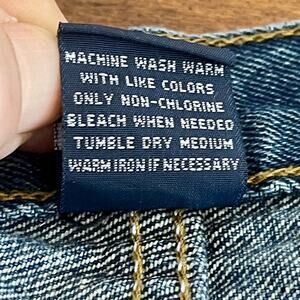 MACHINE WASH WARM
WITH LIKE COLORS
ONLY NON-CHLORINE
BLEACH WHEN NEEDED
TUMBLE DRY MEDIUM
WARM IRON IF NECESSARY